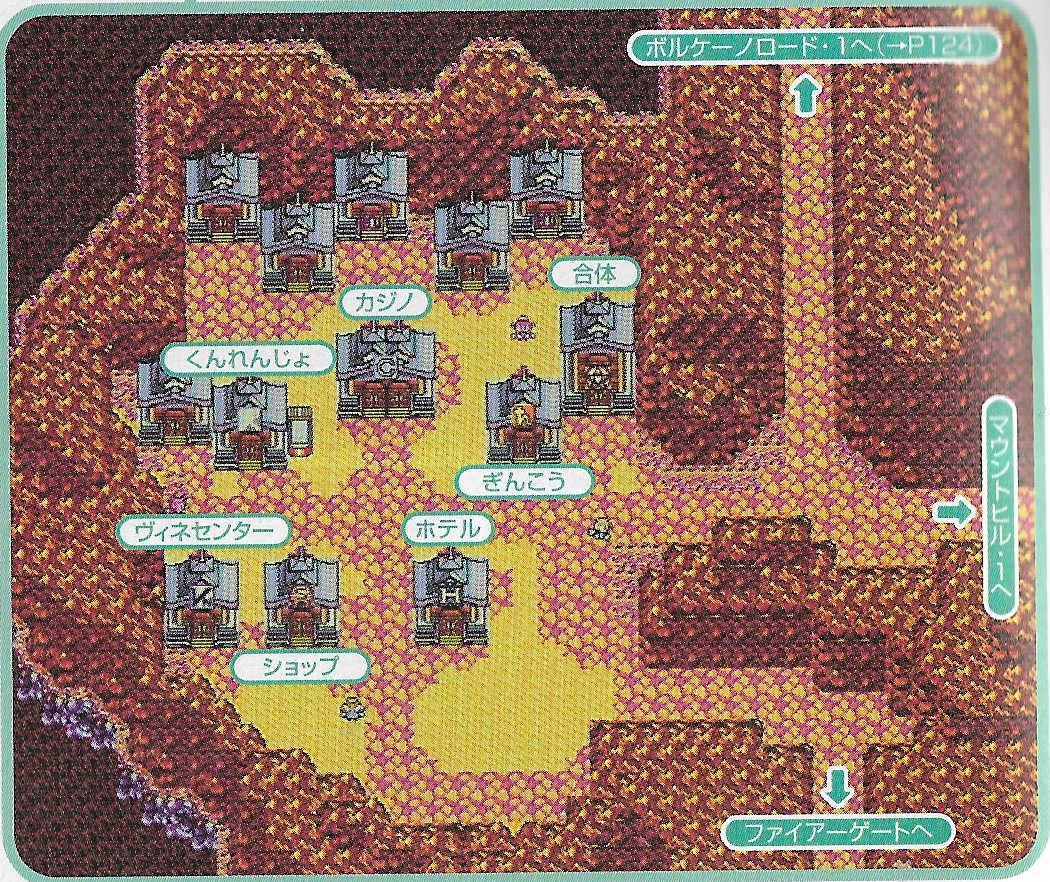 ボルケーノロード・1へ(→P124)
合体
カジノ
くんれんじょ
C
マウントヒル・1へ
ぎんこう
ヴィネセンター
ホテル
H
ショップ
ファイアーゲートへ